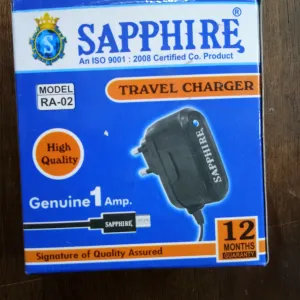 SAPPHIRE®
An ISO 9001 : 2008 Certified Co. Product
S
MODEL
RA-02
TRAVEL CHARGER
High
Quality
SAPPHIRE
Genuine 1 Amp.
SAPPHIRE
12
MONTHS
GUARANTY
Signature of Quality Assured